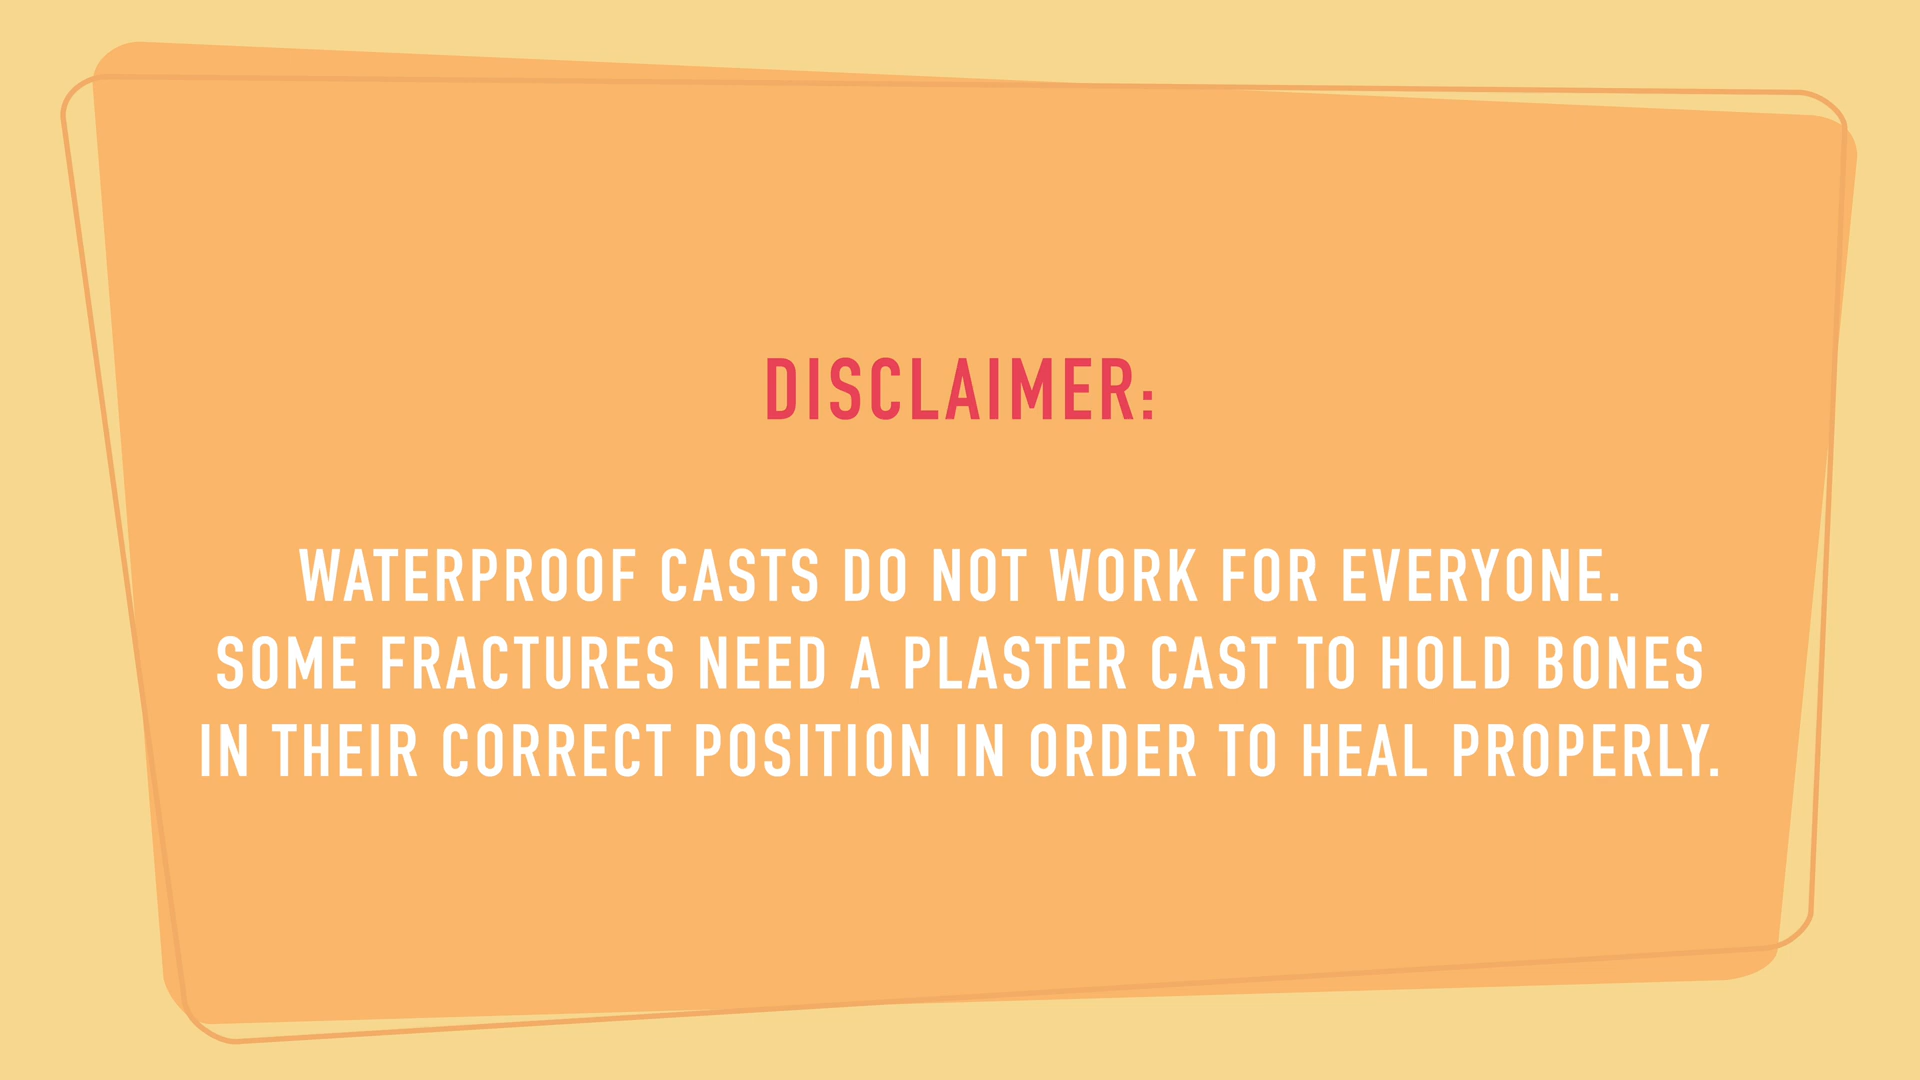 DISCLAIMER:
WATERPROOF CASTS DO NOT WORK FOR EVERYONE.
SOME FRACTURES NEED A PLASTER CAST TO HOLD BONES
IN THEIR CORRECT POSITION IN ORDER TO HEAL PROPERLY.